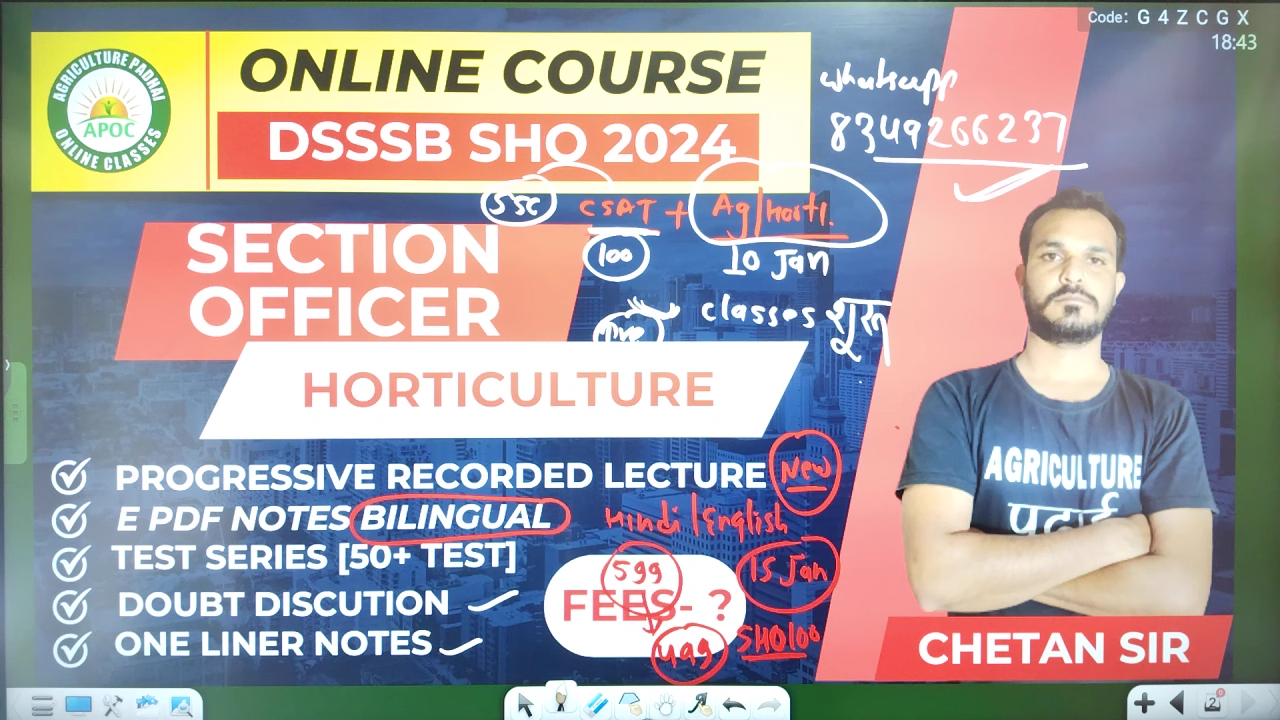 Code: G 4 Z C G X
18:43
AGRICULTURE PADHAI
APOC
ONLINE CLASSES
ONLINE COURSE
DSSSB SHO 2024
whatsapp
8349266237
SSC CSAT + Ag/Horti.
100 10 Jan
SECTION
OFFICER
classes शुरू
HORTICULTURE
PROGRESSIVE RECORDED LECTURE New
E PDF NOTES BILINGUAL Hindi/English
TEST SERIES [50+ TEST]
599 15 Jan
DOUBT DISCUTION
FEES- ?
ONE LINER NOTES
499 SHO100
AGRICULTURE
पढ़ाई
CHETAN SIR
2